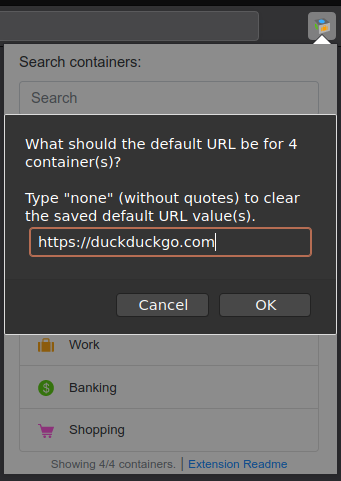 Search containers:
Search
What should the default URL be for 4
container(s)?
Type "none" (without quotes) to clear
the saved default URL value(s).
https://duckduckgo.com
Cancel OK
Work
Banking
Shopping
Showing 4/4 containers. | Extension Readme